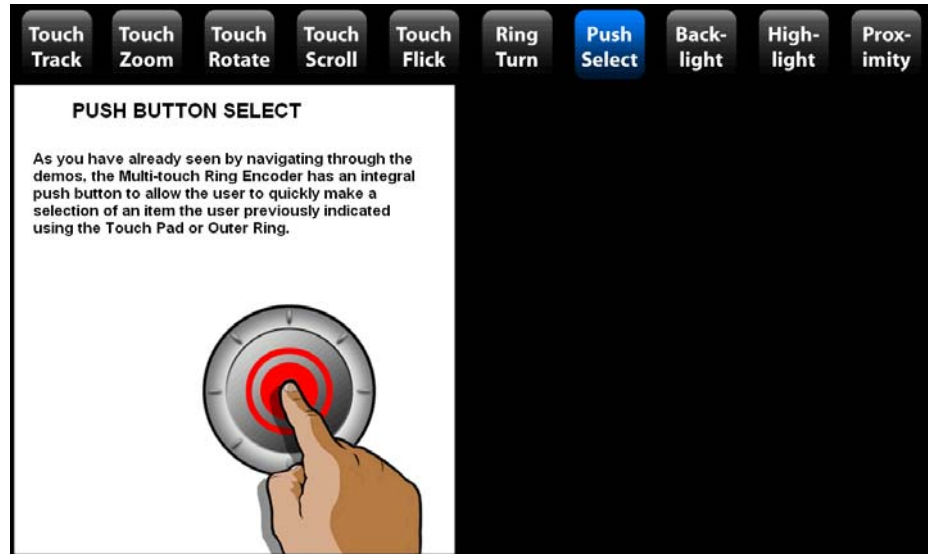 Touch Touch Touch Touch Touch Ring Push Back- High- Prox-
Track Zoom Rotate Scroll Flick Turn Select light light imity
PUSH BUTTON SELECT
As you have already seen by navigating through the
demos, the Multi-touch Ring Encoder has an integral
push button to allow the user to quickly make a
selection of an item the user previously indicated
using the Touch Pad or Outer Ring.